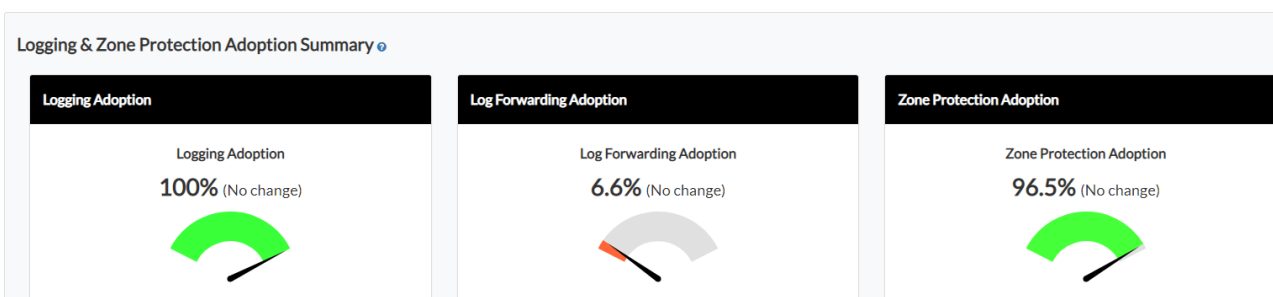 Logging & Zone Protection Adoption Summary
Logging Adoption
Logging Adoption
100% (No change)
Log Forwarding Adoption
Log Forwarding Adoption
6.6% (No change)
Zone Protection Adoption
Zone Protection Adoption
96.5% (No change)